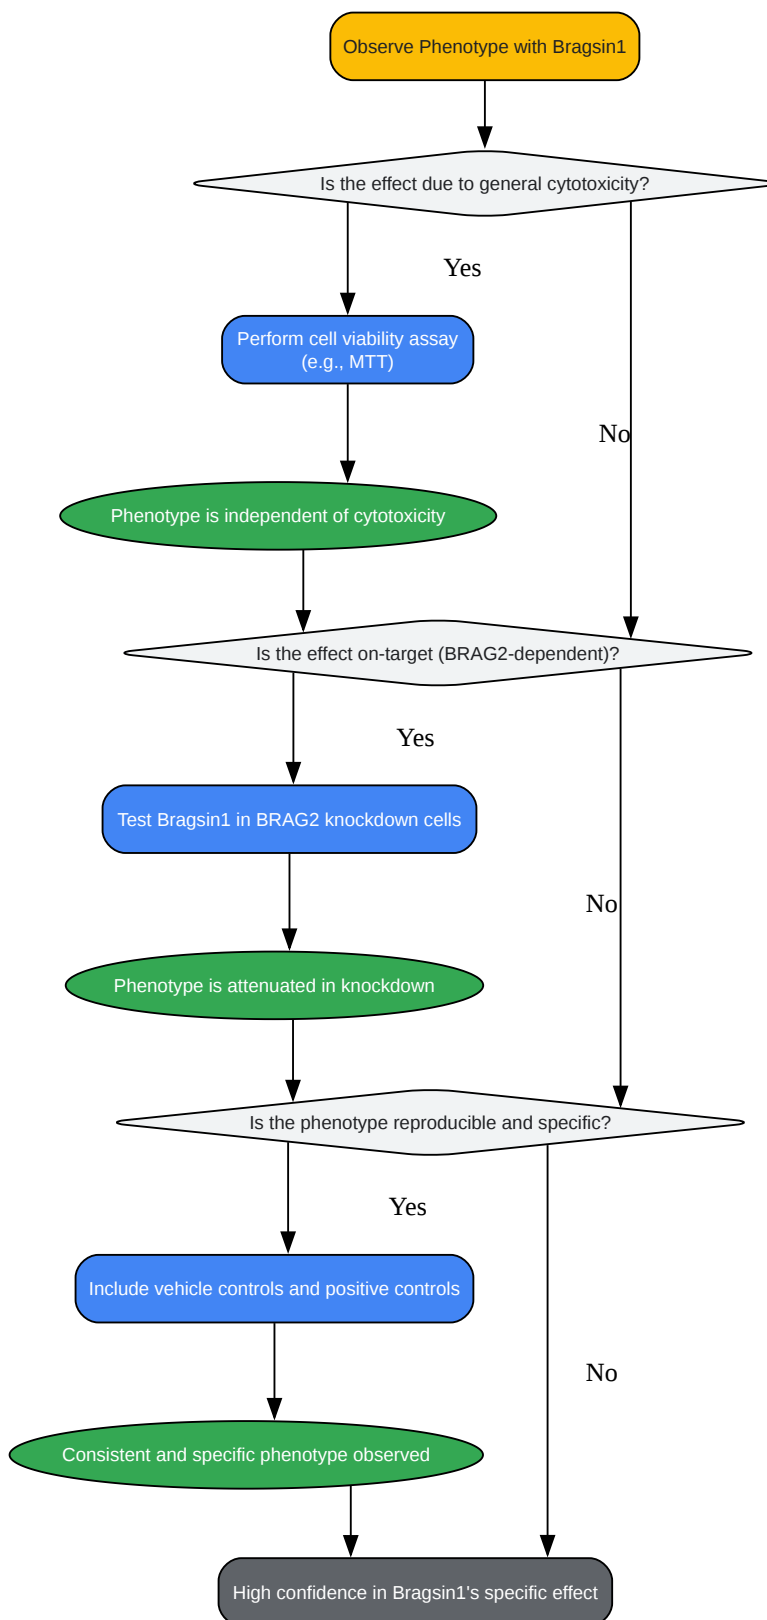 Observe Phenotype with Bragsin1
Is the effect due to general cytotoxicity?
Yes
Perform cell viability assay
(e.g., MTT)
No
Phenotype is independent of cytotoxicity
Is the effect on-target (BRAG2-dependent)?
Yes
Test Bragsin1 in BRAG2 knockdown cells
No
Phenotype is attenuated in knockdown
Is the phenotype reproducible and specific?
Yes
Include vehicle controls and positive controls
No
Consistent and specific phenotype observed
High confidence in Bragsin1's specific effect